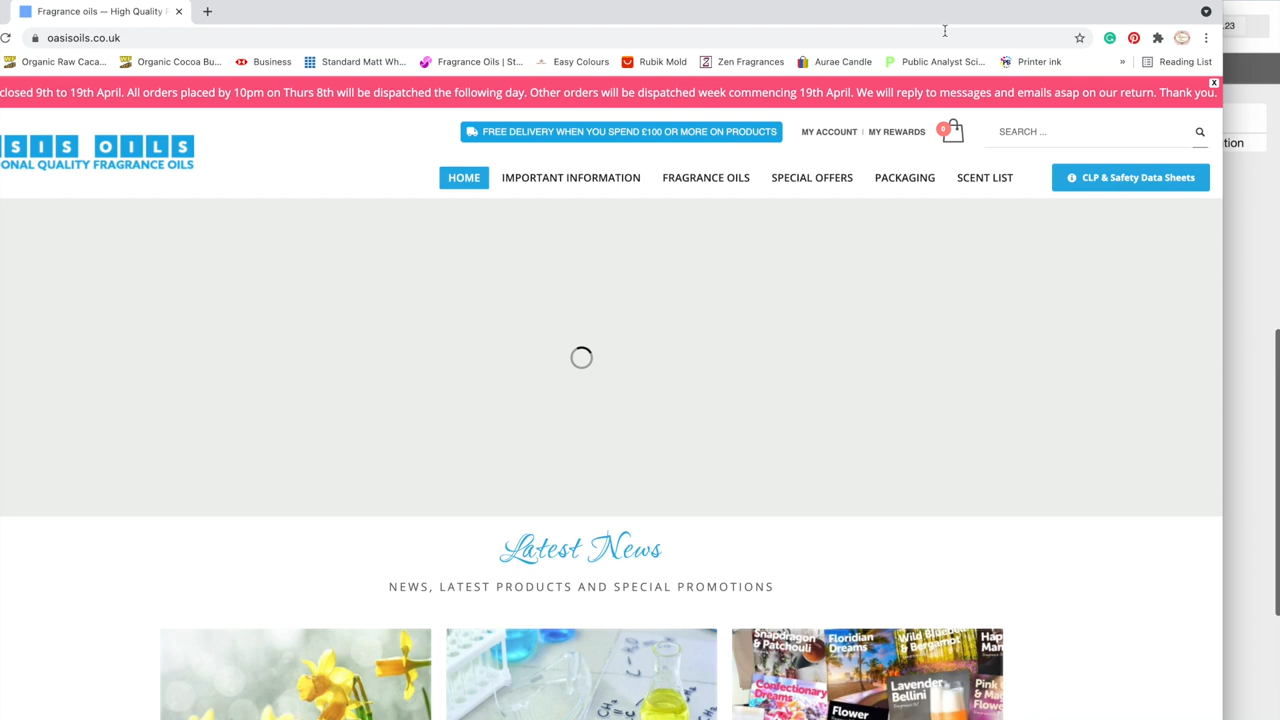 Fragrance oils — High Quality
.23
oasisoils.co.uk
Organic Raw Caca... Organic Cocoa Bu... Business Standard Matt Wh... Fragrance Oils | St... Easy Colours Rubik Mold Zen Fragrances Aurae Candle Public Analyst Sci... Printer ink » Reading List
closed 9th to 19th April. All orders placed by 10pm on Thurs 8th will be dispatched the following day. Other orders will be dispatched week commencing 19th April. We will reply to messages and emails asap on our return. Thank you. X
FREE DELIVERY WHEN YOU SPEND £100 OR MORE ON PRODUCTS MY ACCOUNT | MY REWARDS 0 SEARCH ...
tion
SIS OILS
ONAL QUALITY FRAGRANCE OILS
HOME IMPORTANT INFORMATION FRAGRANCE OILS SPECIAL OFFERS PACKAGING SCENT LIST CLP & Safety Data Sheets
Latest News
NEWS, LATEST PRODUCTS AND SPECIAL PROMOTIONS
Snapdragon & Patchouli
Floridian Dreams
Wild Bluebell & Bergamot
Confectionary Dreams
Lavender Bellini
Pink
Flower